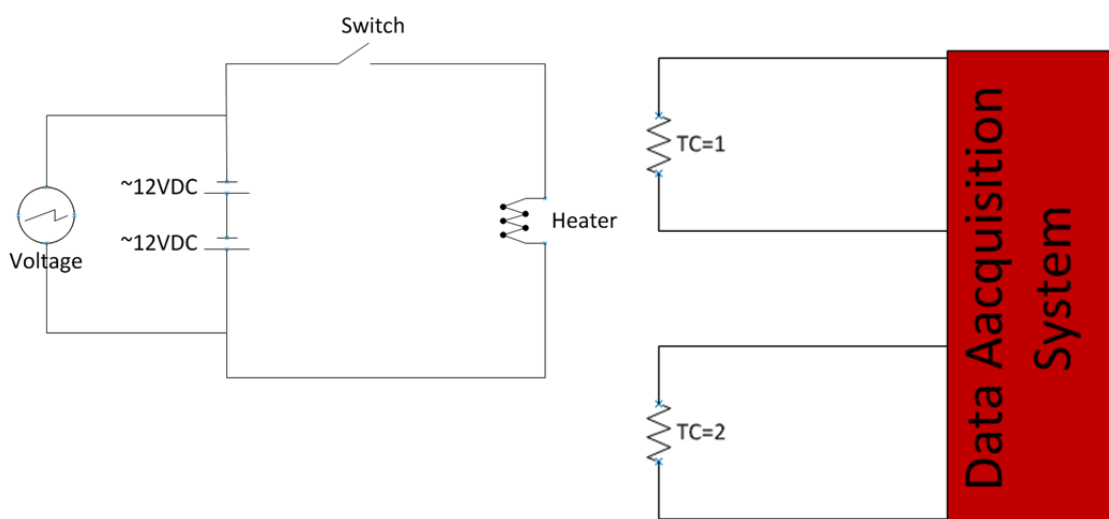 Switch
~12VDC
~12VDC
Voltage
Heater
TC=1
TC=2
Data Aacquisition
System